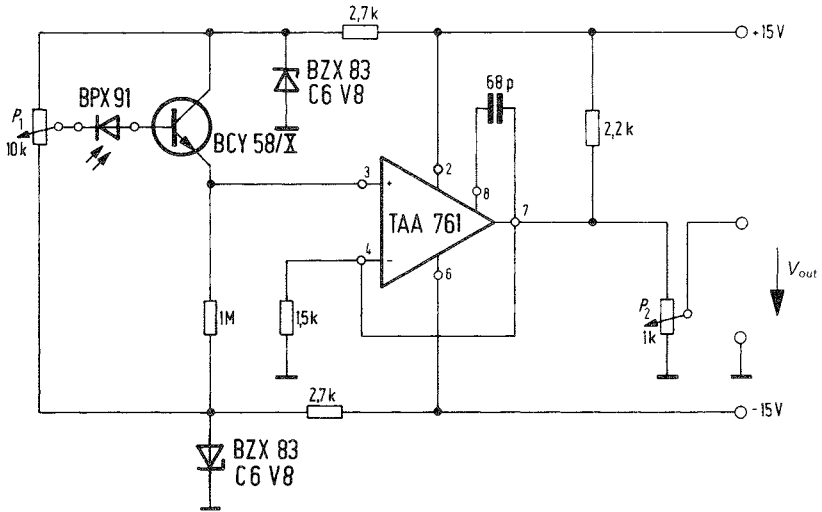 2,7 k
+15V
BZX 83
C6 V8
68 p
BPX 91
P1
10k
BCY 58/X
2,2 k
3
+
2
8
TAA 761
7
4
−
6
Vout
P2
1k
1M
1,5k
2,7 k
−15V
BZX 83
C6 V8